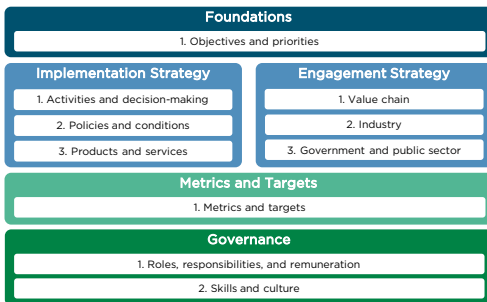 Foundations
1. Objectives and priorities
Implementation Strategy
1. Activities and decision-making
2. Policies and conditions
3. Products and services
Engagement Strategy
1. Value chain
2. Industry
3. Government and public sector
Metrics and Targets
1. Metrics and targets
Governance
1. Roles, responsibilities, and remuneration
2. Skills and culture